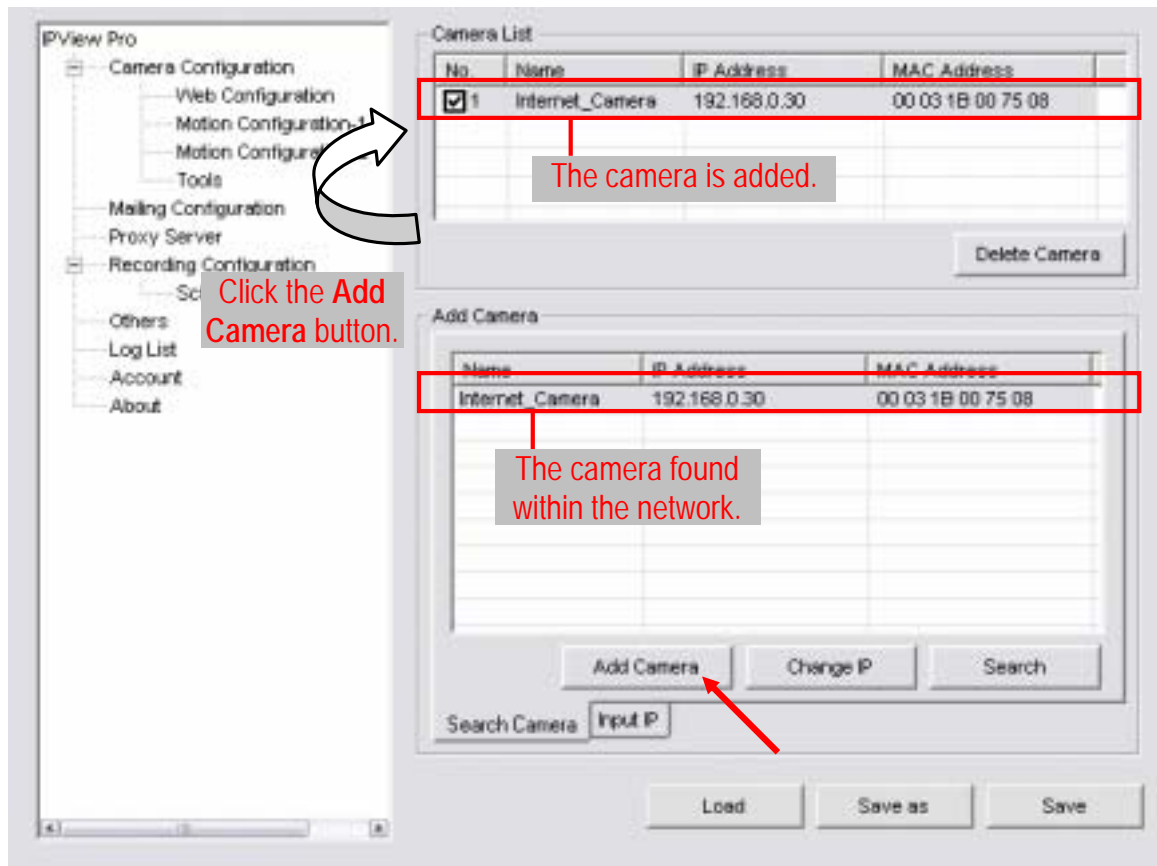 IPView Pro
Camera Configuration
Web Configuration
Motion Configuration-1
Motion Configurat
Tools
Mailing Configuration
Proxy Server
Recording Configuration
Sc
Others
Log List
Account
About
Click the Add
Camera button.
Camera List
No. Name IP Address MAC Address
1 Internet_Camera 192.168.0.30 00 03 1B 00 75 08
The camera is added.
Delete Camera
Add Camera
Name IP Address MAC Address
Internet_Camera 192.168.0.30 00 03 1B 00 75 08
The camera found
within the network.
Add Camera Change IP Search
Search Camera Input IP
Load Save as Save